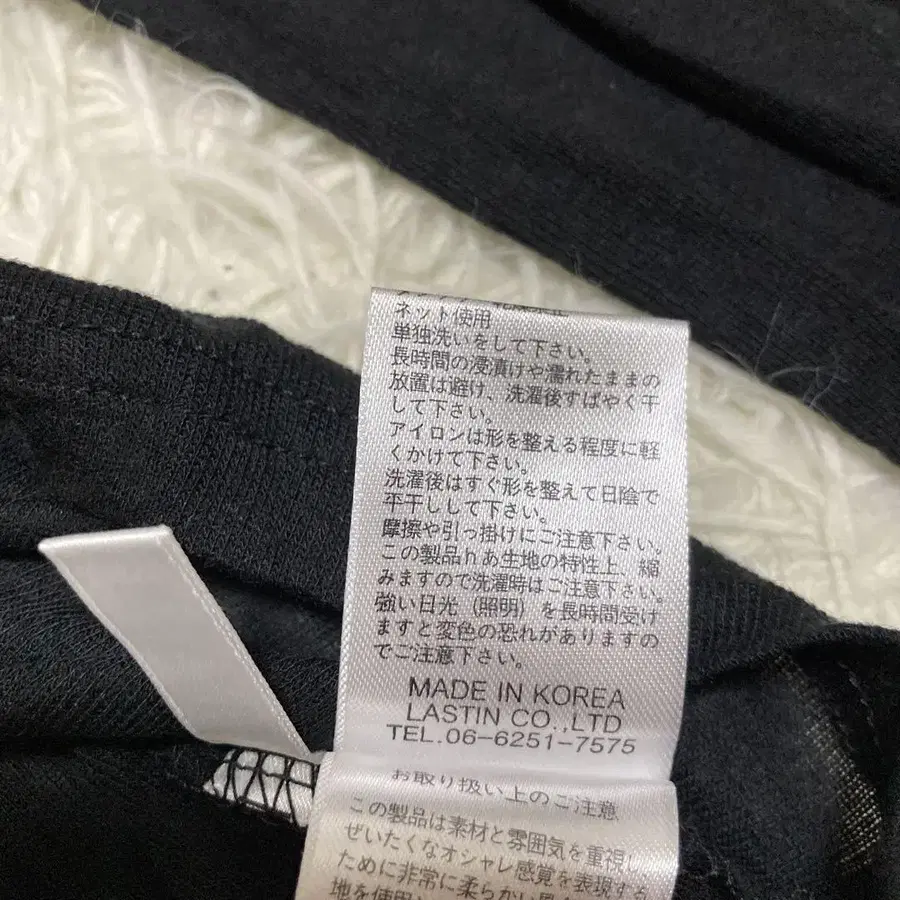 ネット使用
単独洗いをして下さい。
長時間の浸漬けや濡れたままの
放置は避け、洗濯後すばやく干
して下さい。
アイロンは形を整える程度に軽
くかけて下さい。
洗濯後はすぐ形を整えて日陰で
平干しして下さい。
摩擦や引っ掛けにご注意下さい。
この製品hあ生地の特性上、縮
みますので洗濯時はご注意下さい。
強い日光（照明）を長時間受け
ますと変色の恐れがありますの
でご注意下さい。
MADE IN KOREA
LASTIN CO.,LTD
TEL.06-6251-7575
お取り扱い上のご注意
この製品は素材と雰囲気を重視し
ぜいたくなオシャレ感覚を表現する
ために非常に柔らかい
地を使用